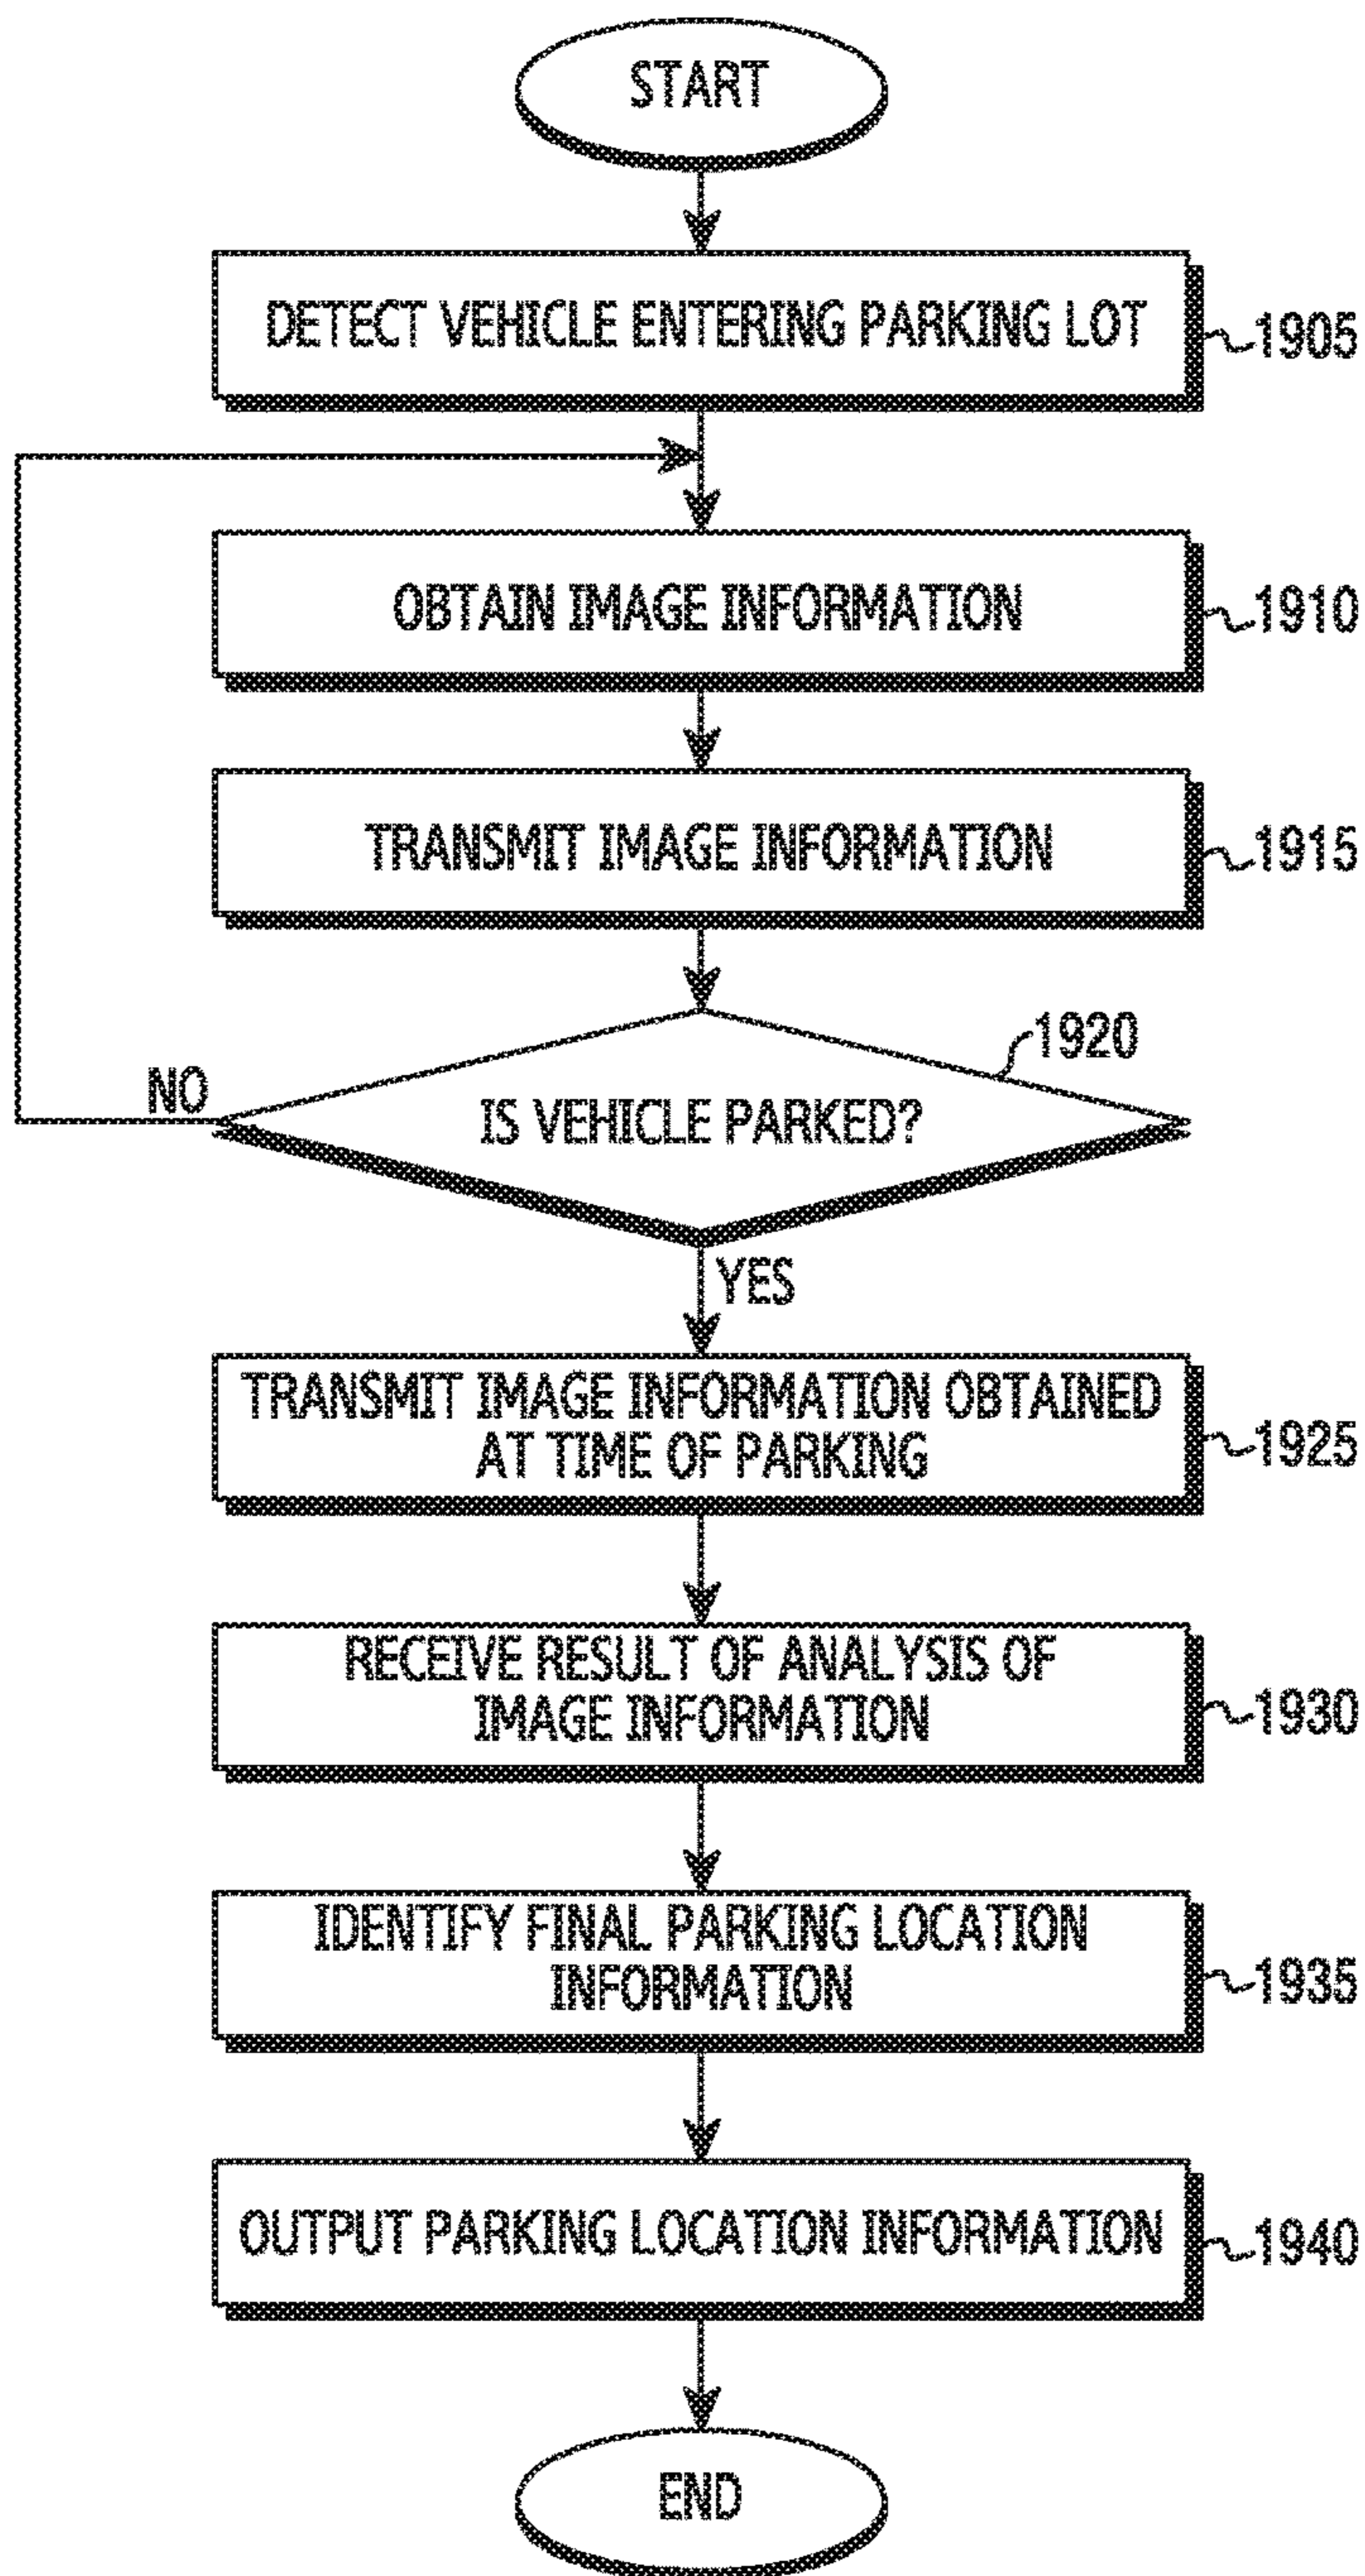 START
DETECT VEHICLE ENTERING PARKING LOT
1905
OBTAIN IMAGE INFORMATION
1910
TRANSMIT IMAGE INFORMATION
1915
1920
NO
IS VEHICLE PARKED?
YES
TRANSMIT IMAGE INFORMATION OBTAINED
AT TIME OF PARKING
1925
RECEIVE RESULT OF ANALYSIS OF
IMAGE INFORMATION
1930
IDENTIFY FINAL PARKING LOCATION
INFORMATION
1935
OUTPUT PARKING LOCATION INFORMATION
1940
END